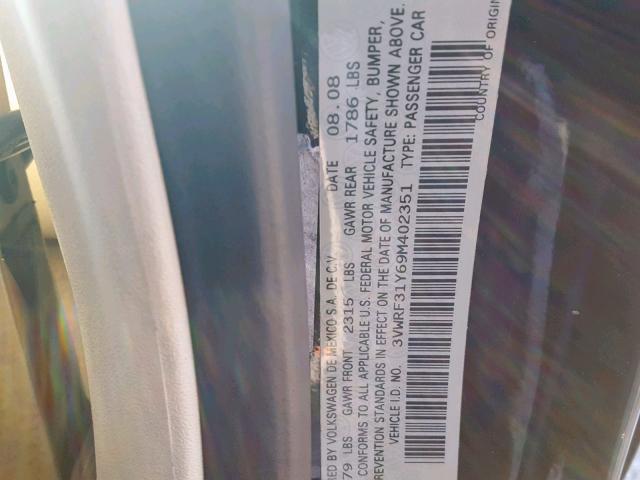 RED BY VOLKSWAGEN DE MEXICO S.A. DE C.V. DATE 08.08
79 LBS GAWR FRONT 2315 LBS GAWR REAR 1786 LBS
CONFORMS TO ALL APPLICABLE U.S. FEDERAL MOTOR VEHICLE SAFETY, BUMPER,
REVENTION STANDARDS IN EFFECT ON THE DATE OF MANUFACTURE SHOWN ABOVE.
VEHICLE I.D. NO. 3VWRF31Y69M402351 TYPE: PASSENGER CAR
COUNTRY OF ORIGIN